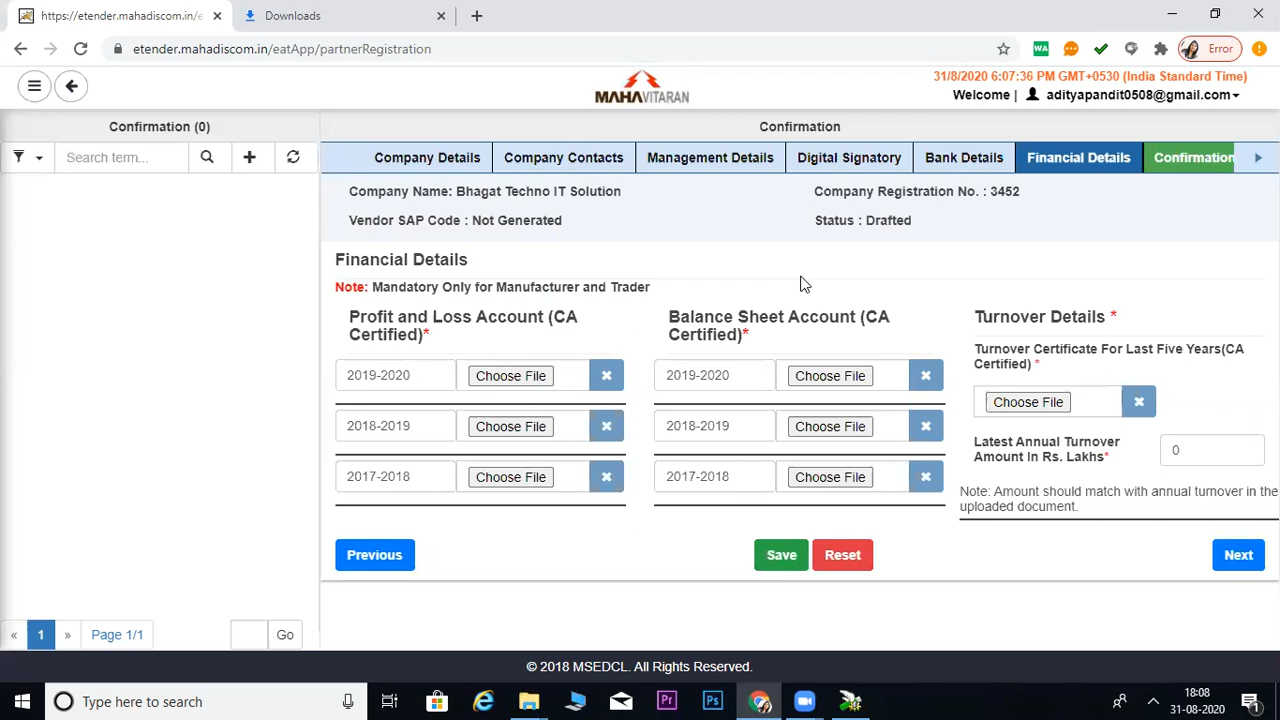 https://etender.mahadiscom.in/e
Downloads
etender.mahadiscom.in/eatApp/partnerRegistration
WA
Error
31/8/2020 6:07:36 PM GMT+0530 (India Standard Time)
MAHAVITARAN
Welcome | adityapandit0508@gmail.com
Confirmation (0)
Confirmation
Search term...
Company Details
Company Contacts
Management Details
Digital Signatory
Bank Details
Financial Details
Confirmation
Company Name: Bhagat Techno IT Solution
Company Registration No. : 3452
Vendor SAP Code : Not Generated
Status : Drafted
Financial Details
Note: Mandatory Only for Manufacturer and Trader
Profit and Loss Account (CA
Certified)*
Balance Sheet Account (CA
Certified)*
Turnover Details *
Turnover Certificate For Last Five Years(CA
Certified) *
2019-2020 Choose File
2019-2020 Choose File
Choose File
2018-2019 Choose File
2018-2019 Choose File
Latest Annual Turnover
Amount In Rs. Lakhs*
0
2017-2018 Choose File
2017-2018 Choose File
Note: Amount should match with annual turnover in the
uploaded document.
Previous
Save
Reset
Next
« 1 » Page 1/1 Go
© 2018 MSEDCL. All Rights Reserved.
Type here to search
Pr
Ps
18:08
31-08-2020
1